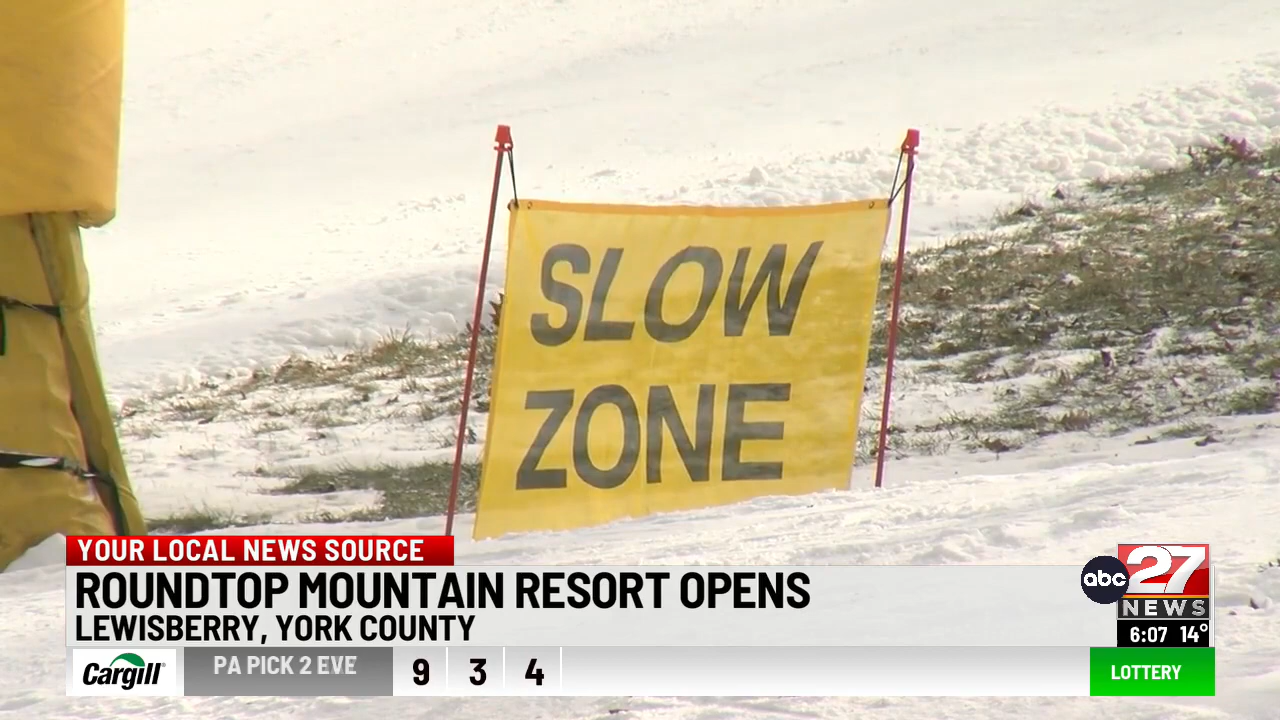 SLOW
ZONE
YOUR LOCAL NEWS SOURCE
ROUNDTOP MOUNTAIN RESORT OPENS
LEWISBERRY, YORK COUNTY
abc 27
NEWS
6:07 14°
Cargill PA PICK 2 EVE 9 3 4 LOTTERY